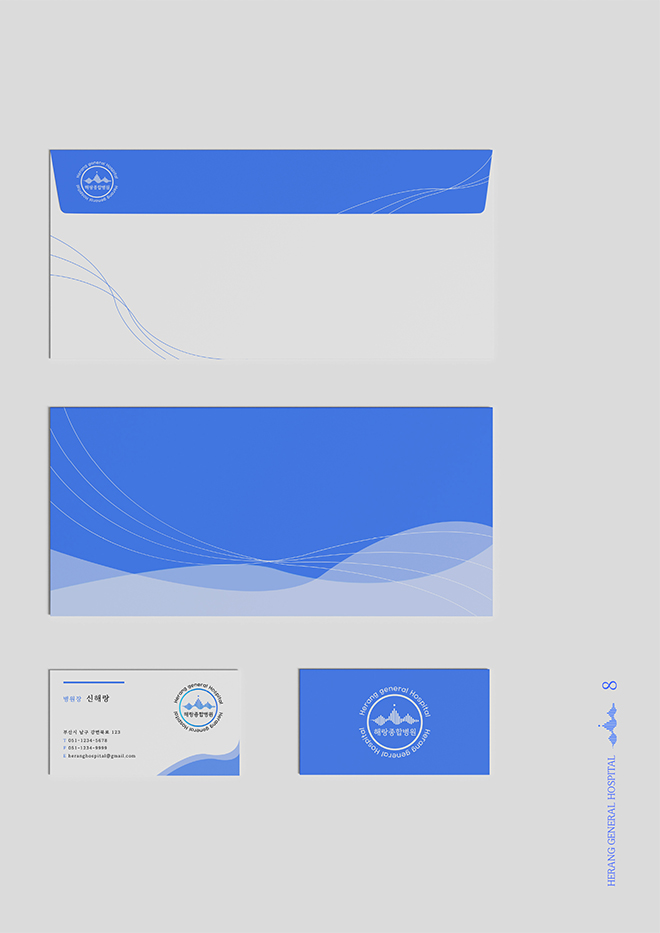 Herang general Hospital
해랑종합병원
Herang general Hospital
병원장 신해랑
부산시 남구 강변북로 123
T 051-1234-5678
F 051-1234-9999
E heranghospital@gmail.com
Herang general Hospital
해랑종합병원
Herang general Hospital
Herang general Hospital
해랑종합병원
Herang general Hospital
HERANG GENERAL HOSPITAL 8